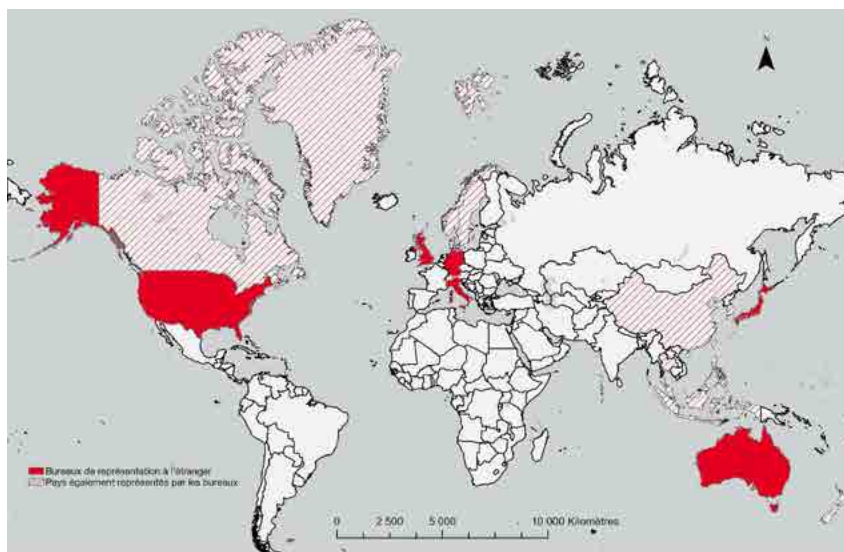 N
Bureaux de représentation à l'étranger
Pays également représentés par les bureaux
0 2 500 5 000 10 000 Kilomètres